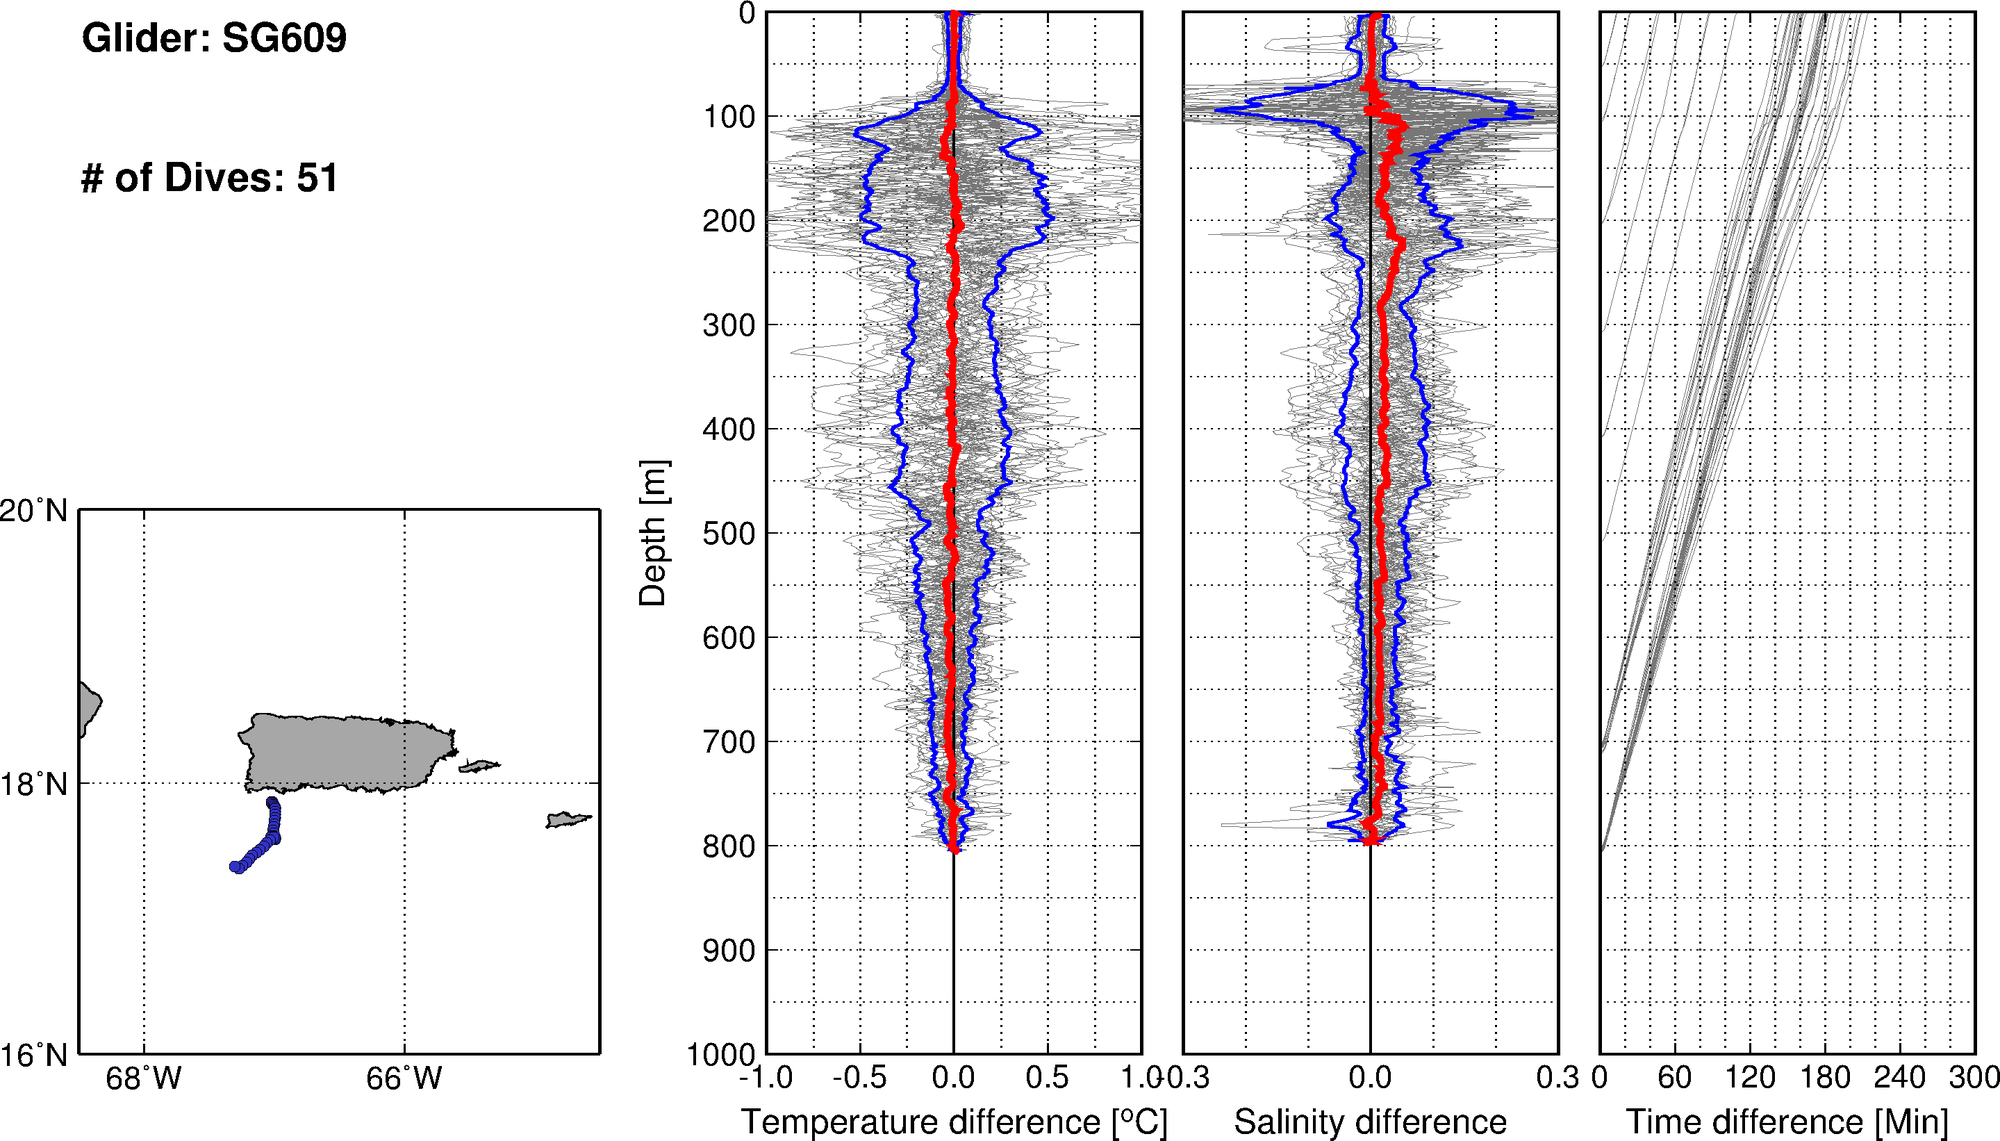 Glider: SG609
# of Dives: 51
20°N
18°N
16°N
68°W
66°W
Depth [m]
0
100
200
300
400
500
600
700
800
900
1000
-1.0
-0.5
0.0
0.5
1.0
Temperature difference [°C]
-0.3
0.0
0.3
Salinity difference
0
60
120
180
240
300
Time difference [Min]